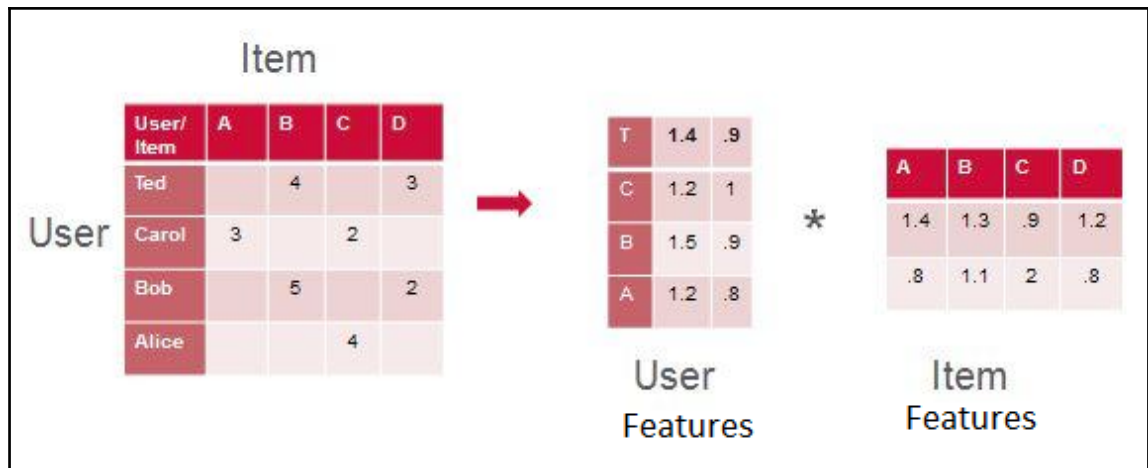 Item
User/ Item A B C D
Ted 4 3
User Carol 3 2
Bob 5 2
Alice 4
T 1.4 .9
C 1.2 1
B 1.5 .9
A 1.2 .8
User
Features
*
A B C D
1.4 1.3 .9 1.2
.8 1.1 2 .8
Item
Features